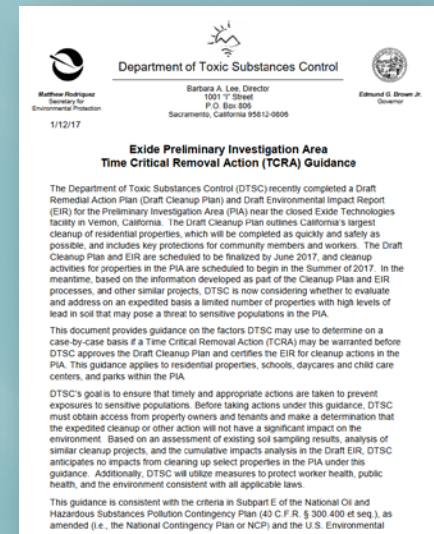 Department of Toxic Substances Control
Matthew Rodriquez
Secretary for
Environmental Protection
Barbara A. Lee, Director
1001 "I" Street
P.O. Box 806
Sacramento, California 95812-0806
Edmund G. Brown Jr.
Governor
1/12/17
Exide Preliminary Investigation Area
Time Critical Removal Action (TCRA) Guidance
The Department of Toxic Substances Control (DTSC) recently completed a Draft
Remedial Action Plan (Draft Cleanup Plan) and Draft Environmental Impact Report
(EIR) for the Preliminary Investigation Area (PIA) near the closed Exide Technologies
facility in Vernon, California. The Draft Cleanup Plan outlines California's largest
cleanup of residential properties, which will be completed as quickly and safely as
possible, and includes key protections for community members and workers. The Draft
Cleanup Plan and EIR are scheduled to be finalized by June 2017, and cleanup
activities for properties in the PIA are scheduled to begin in the Summer of 2017. In the
meantime, based on the information developed as part of the Cleanup Plan and EIR
processes, and other similar projects, DTSC is now considering whether to evaluate
and address on an expedited basis a limited number of properties with high levels of
lead in soil that may pose a threat to sensitive populations in the PIA.
This document provides guidance on the factors DTSC may use to determine on a
case-by-case basis if a Time Critical Removal Action (TCRA) may be warranted before
DTSC approves the Draft Cleanup Plan and certifies the EIR for cleanup actions in the
PIA. This guidance applies to residential properties, schools, daycares and child care
centers, and parks within the PIA.
DTSC's goal is to ensure that timely and appropriate actions are taken to prevent
exposures to sensitive populations. Before taking actions under this guidance, DTSC
must obtain access from property owners and tenants and make a determination that
the expedited cleanup or other action will not have a significant impact on the
environment. Based on an assessment of existing soil sampling results, analysis of
similar cleanup projects, and the cumulative impacts analysis in the Draft EIR, DTSC
anticipates no impacts from cleaning up select properties in the PIA under this
guidance. Additionally, DTSC will utilize measures to protect worker health, public
health, and the environment consistent with all applicable laws.
This guidance is consistent with the criteria in Subpart E of the National Oil and
Hazardous Substances Pollution Contingency Plan (40 C.F.R. § 300.400 et seq.), as
amended (i.e., the National Contingency Plan or NCP) and the U.S. Environmental